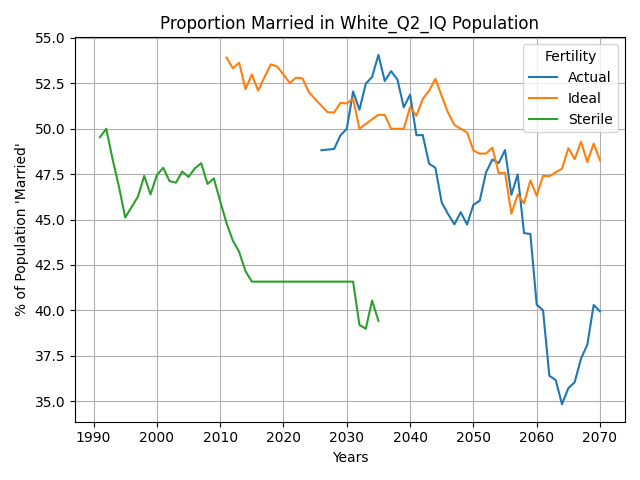 Proportion Married in White_Q2_IQ Population
% of Population 'Married'
55.0
52.5
50.0
47.5
45.0
42.5
40.0
37.5
35.0
Fertility
Actual
Ideal
Sterile
1990 2000 2010 2020 2030 2040 2050 2060 2070
Years